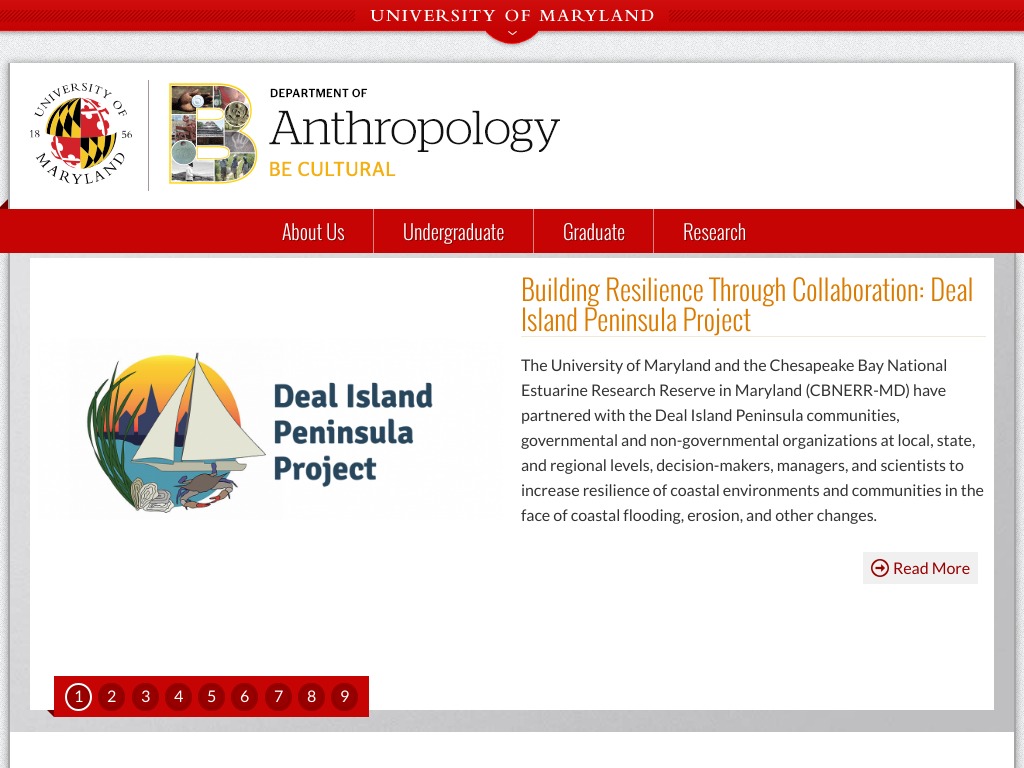 UNIVERSITY OF MARYLAND
UNIVERSITY OF
18 56
MARYLAND
DEPARTMENT OF
B Anthropology
BE CULTURAL
About Us Undergraduate Graduate Research
Building Resilience Through Collaboration: Deal
Island Peninsula Project
Deal Island
Peninsula
Project
The University of Maryland and the Chesapeake Bay National
Estuarine Research Reserve in Maryland (CBNERR-MD) have
partnered with the Deal Island Peninsula communities,
governmental and non-governmental organizations at local, state,
and regional levels, decision-makers, managers, and scientists to
increase resilience of coastal environments and communities in the
face of coastal flooding, erosion, and other changes.
Read More
1 2 3 4 5 6 7 8 9